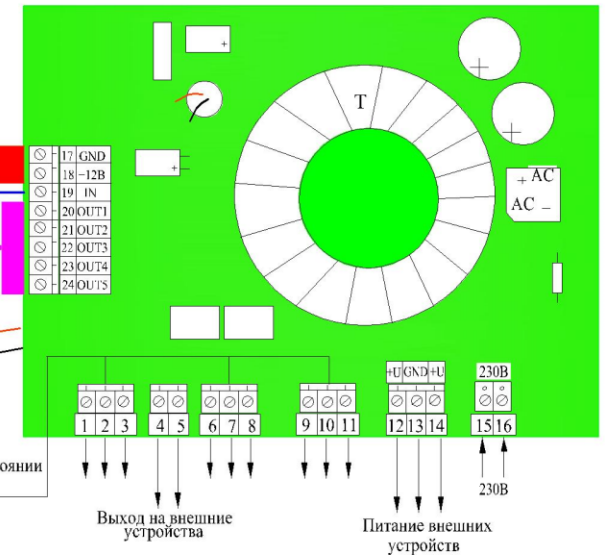 T
17 GND
18 –12В
19 IN
20 OUT1
21 OUT2
22 OUT3
23 OUT4
24 OUT5
+ AC
AC –
+U GND +U
230В
1 2 3
4 5
6 7 8
9 10 11
12 13 14
15 16
оянии
230В
Выход на внешние
устройства
Питание внешних
устройств